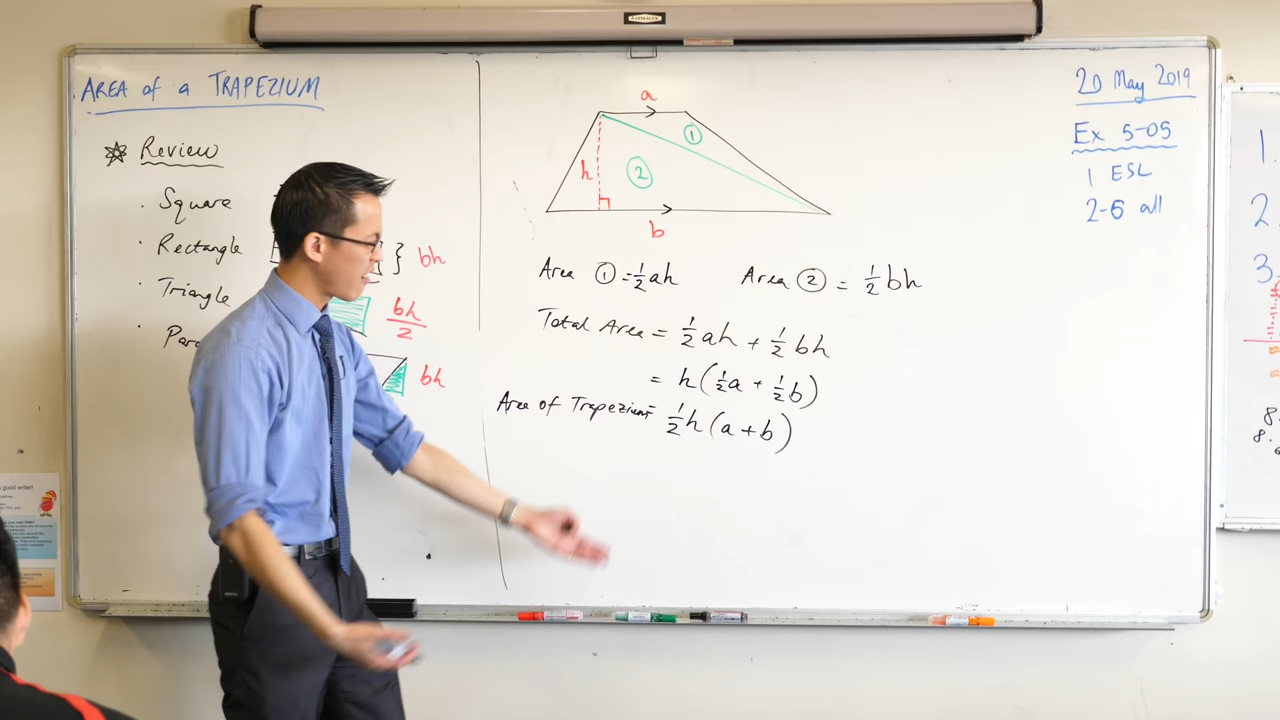 AREA of a TRAPEZIUM
Review
· Square
· Rectangle } bh
· Triangle bh/2
bh
a
①
h
②
b
Area ① = ½ah
Area ② = ½bh
Total Area = ½ah + ½bh
= h(½a + ½b)
Area of Trapezium = ½h(a + b)
20 May 2019
Ex 5-05
1 ESL
2-6 all
1.
2.
3.
good writer!